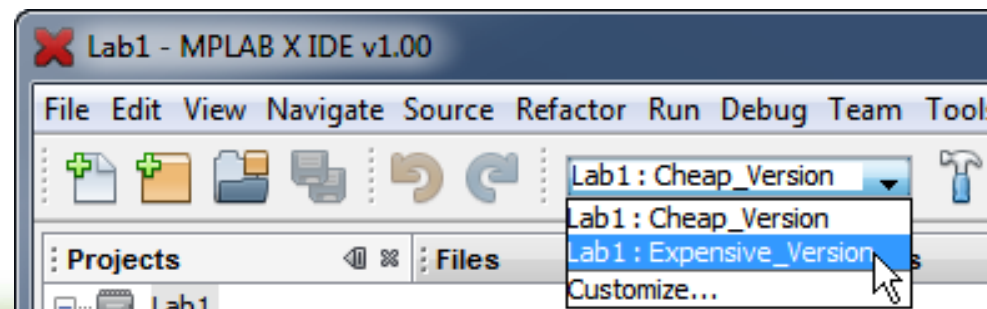 Lab1 - MPLAB X IDE v1.00
File Edit View Navigate Source Refactor Run Debug Team Tools
Lab1 : Cheap_Version
Lab1 : Cheap_Version
Projects Files Lab1 : Expensive_Version s
Customize...
Lab1